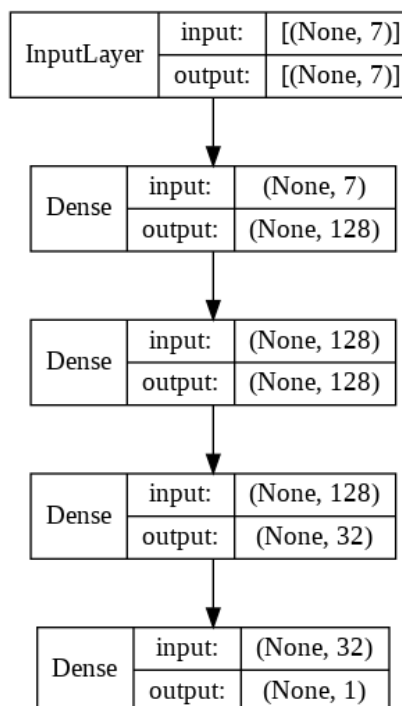 InputLayer input: [(None, 7)]
output: [(None, 7)]
Dense input: (None, 7)
output: (None, 128)
Dense input: (None, 128)
output: (None, 128)
Dense input: (None, 128)
output: (None, 32)
Dense input: (None, 32)
output: (None, 1)